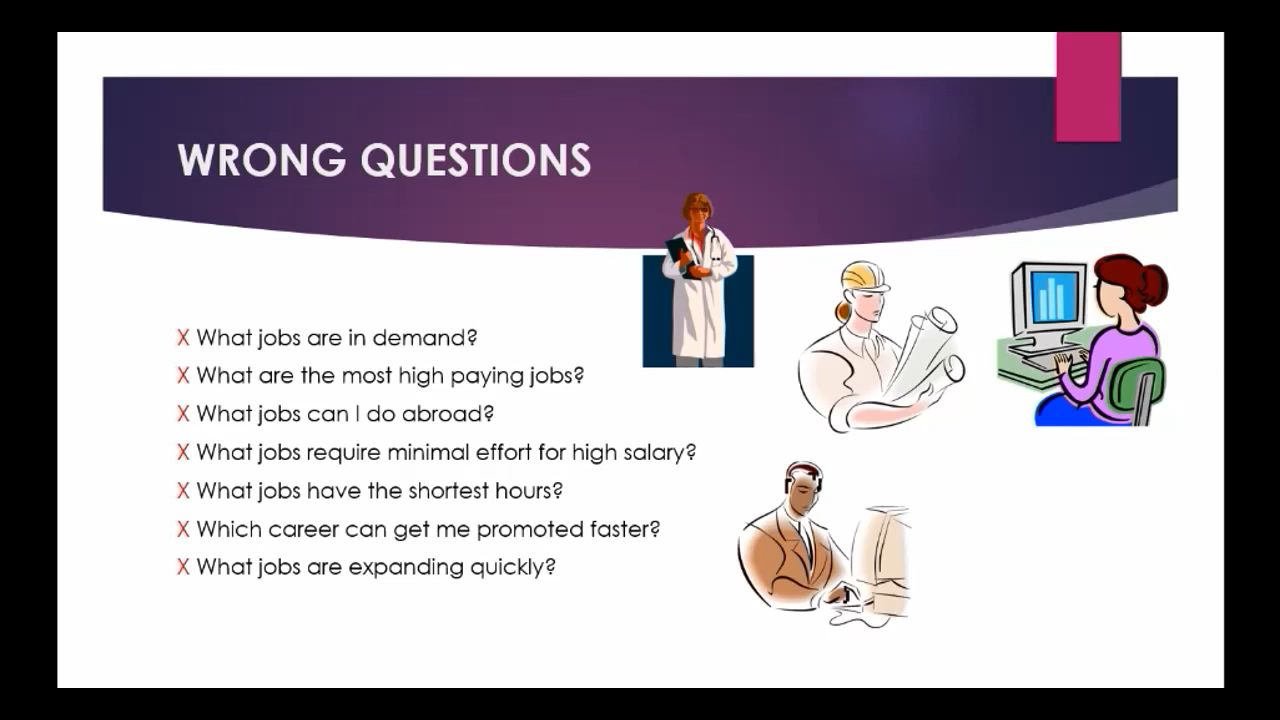 WRONG QUESTIONS
X What jobs are in demand?
X What are the most high paying jobs?
X What jobs can I do abroad?
X What jobs require minimal effort for high salary?
X What jobs have the shortest hours?
X Which career can get me promoted faster?
X What jobs are expanding quickly?